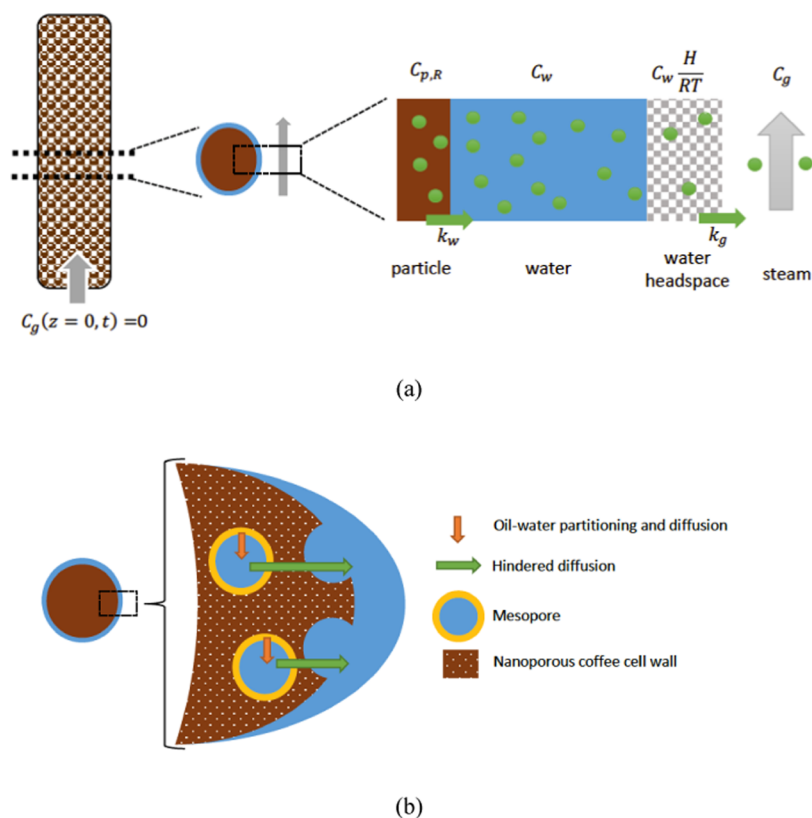 C_{p,R} C_w C_w H/RT C_g
k_w k_g
particle water water headspace steam
C_g(z = 0, t) =0
(a)
Oil-water partitioning and diffusion
Hindered diffusion
Mesopore
Nanoporous coffee cell wall
(b)